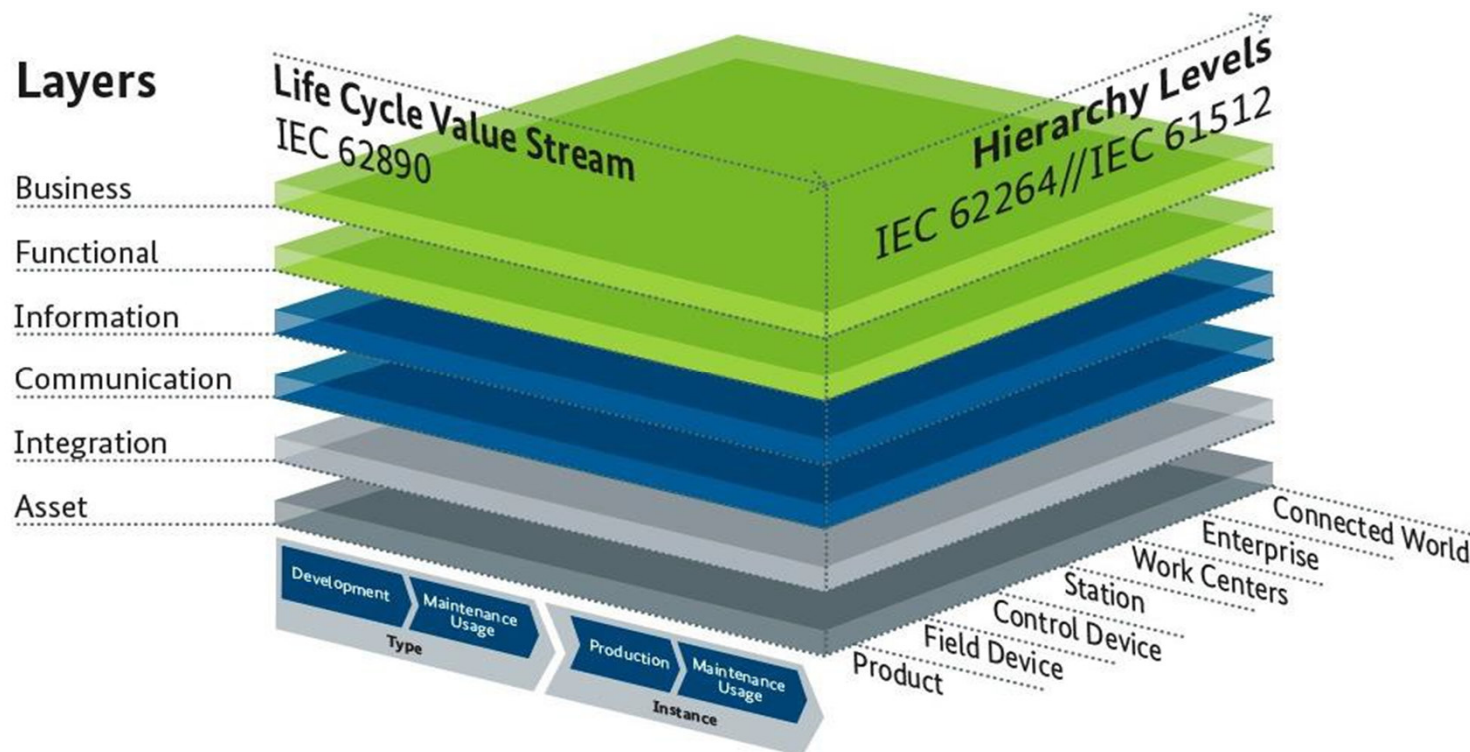 Layers
Life Cycle Value Stream
IEC 62890
Hierarchy Levels
IEC 62264//IEC 61512
Business
Functional
Information
Communication
Integration
Asset
Development
Maintenance
Usage
Type
Production
Maintenance
Usage
Instance
Connected World
Enterprise
Work Centers
Station
Control Device
Field Device
Product